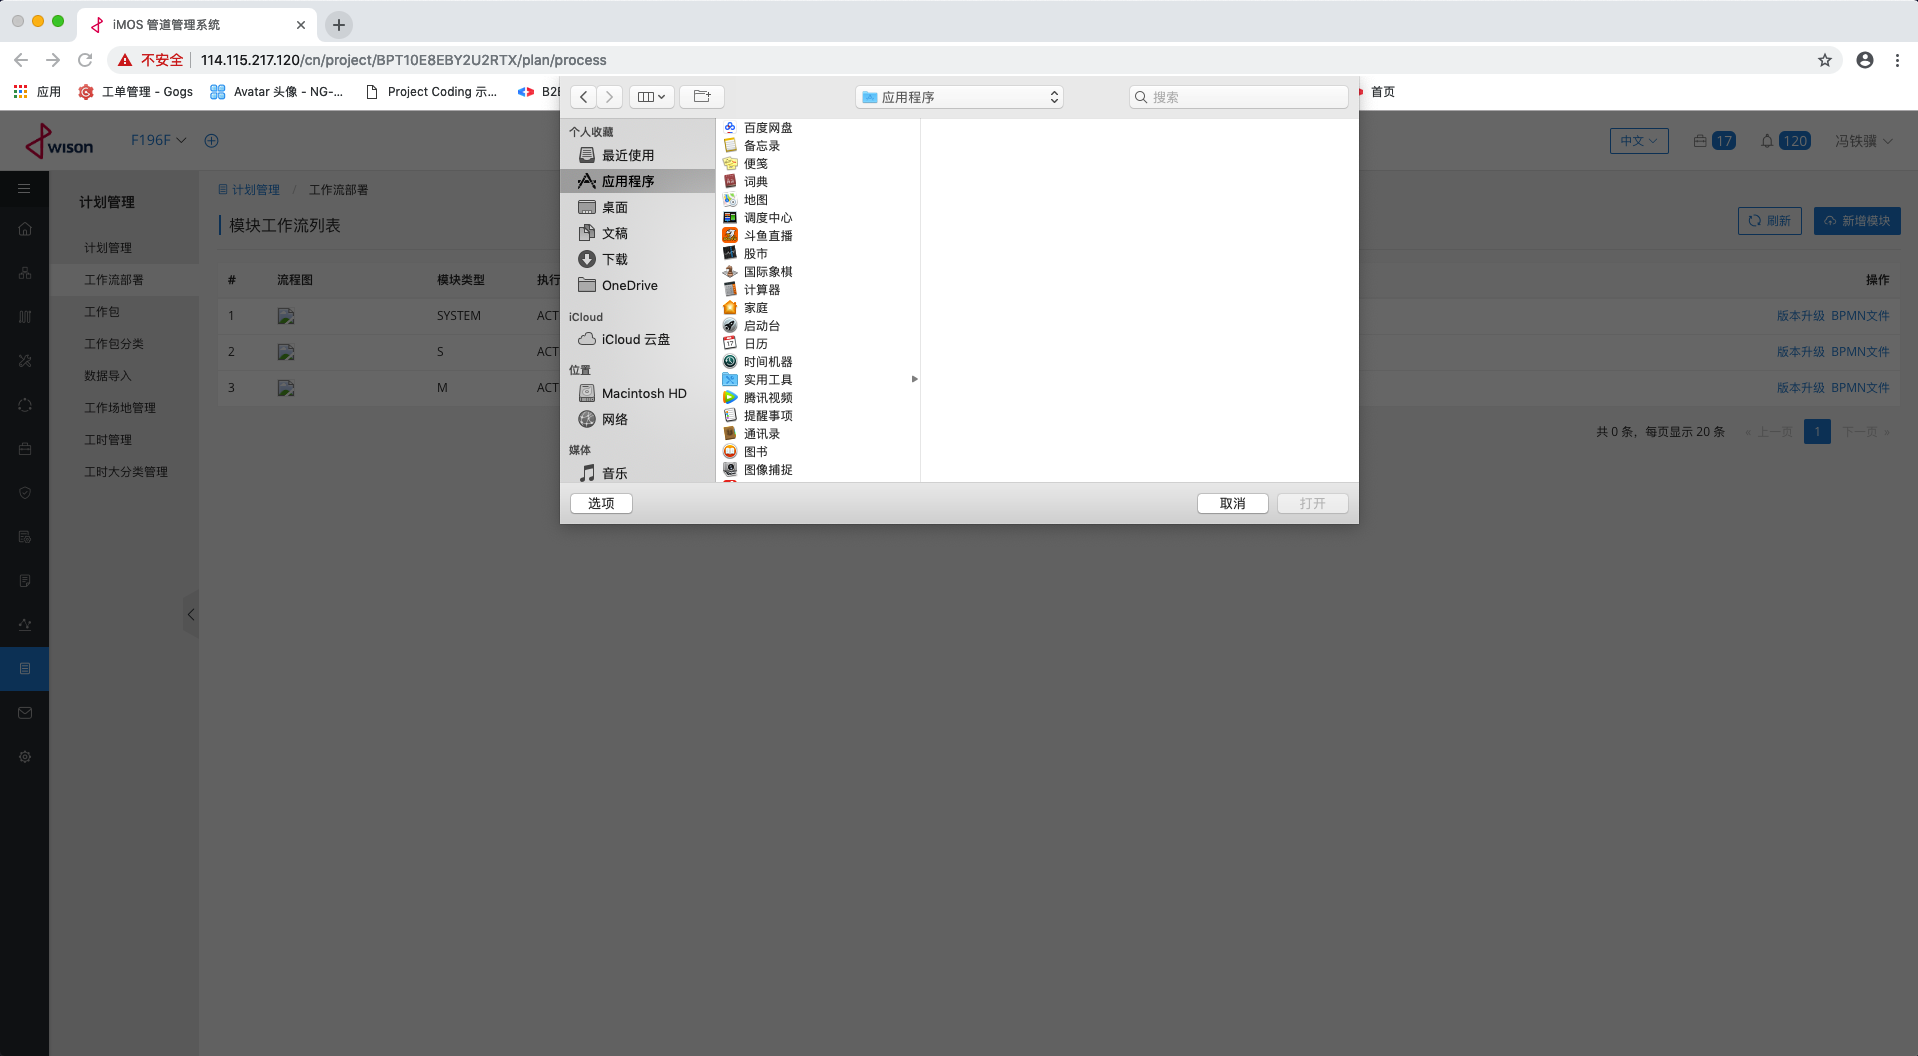 iMOS 管道管理系统
不安全 114.115.217.120/cn/project/BPT10E8EBY2U2RTX/plan/process
应用 工单管理 - Gogs Avatar 头像 - NG-... Project Coding 示... B2B 首页
wison F196F 中文 17 120 冯铁骥
计划管理
计划管理
工作流部署
工作包
工作包分类
数据导入
工作场地管理
工时管理
工时大分类管理
计划管理 / 工作流部署
模块工作流列表
刷新 新增模块
# 流程图 模块类型 执行 操作
1 SYSTEM ACT 版本升级 BPMN文件
2 S ACT 版本升级 BPMN文件
3 M ACT 版本升级 BPMN文件
共 0 条，每页显示 20 条 « 上一页 1 下一页 »
应用程序 搜索
个人收藏
最近使用
应用程序
桌面
文稿
下载
OneDrive
iCloud
iCloud 云盘
位置
Macintosh HD
网络
媒体
音乐
百度网盘
备忘录
便笺
词典
地图
调度中心
斗鱼直播
股市
国际象棋
计算器
家庭
启动台
日历
时间机器
实用工具
腾讯视频
提醒事项
通讯录
图书
图像捕捉
选项 取消 打开